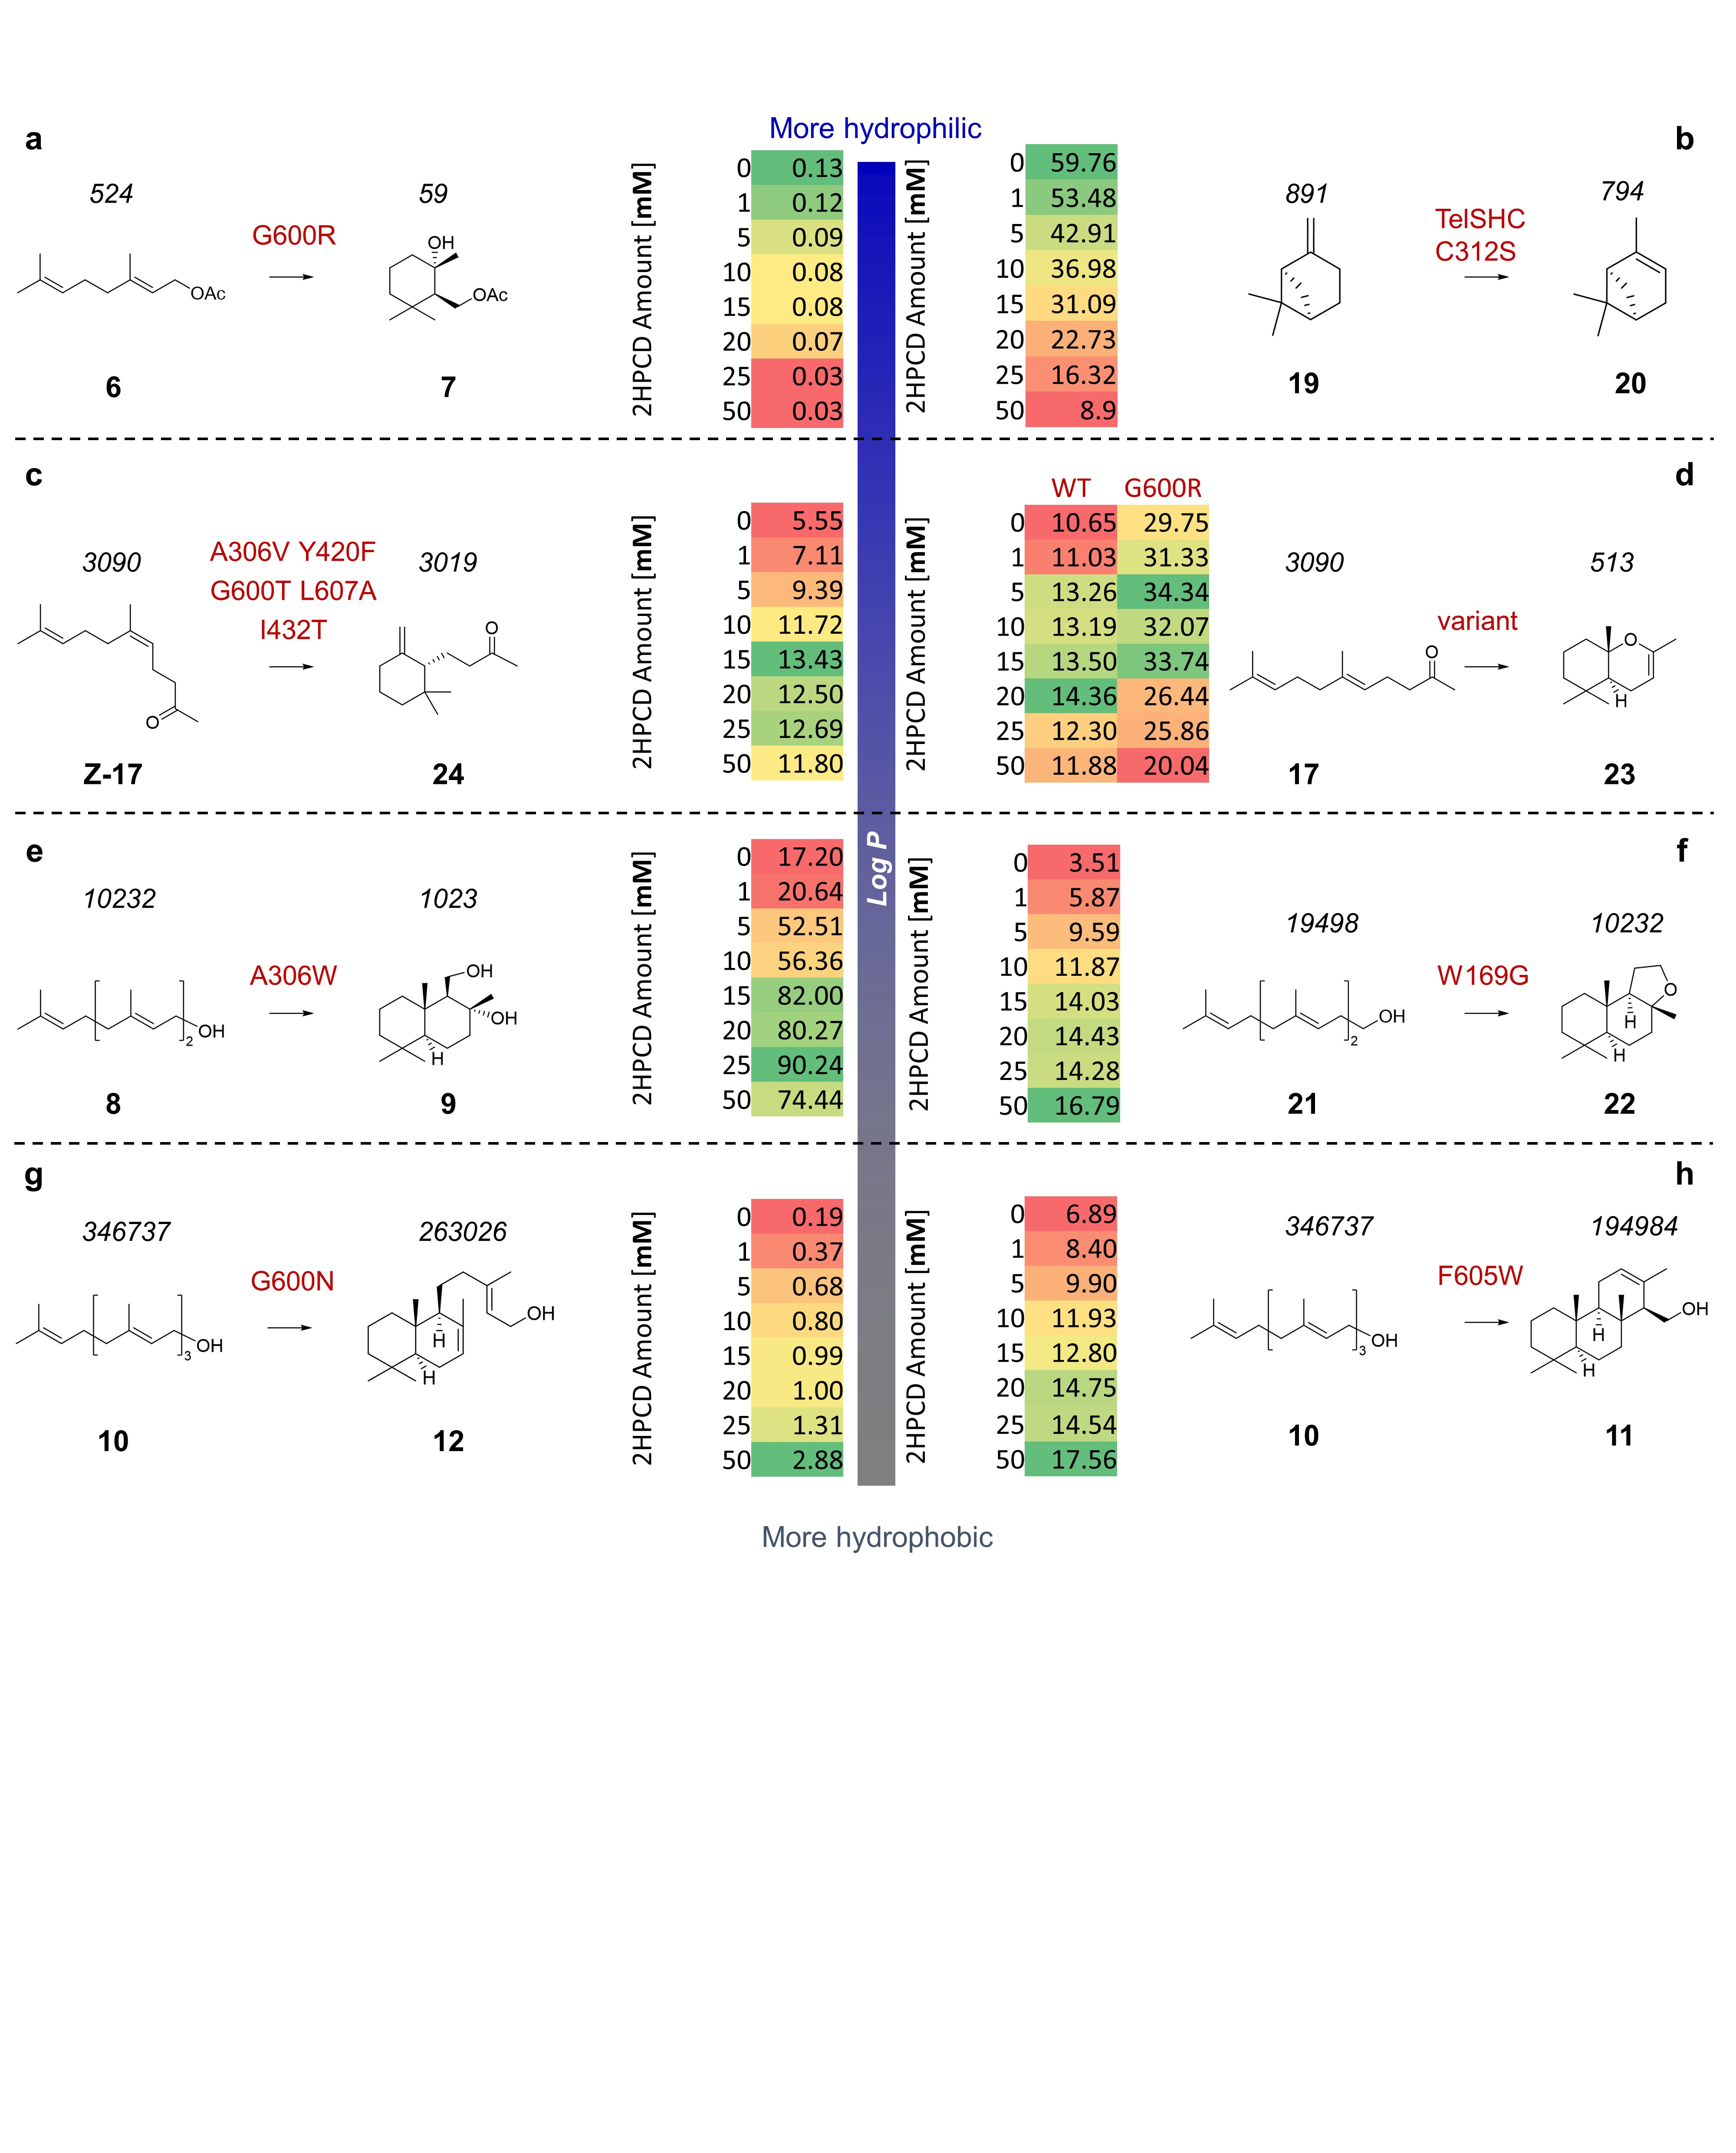 More hydrophilic
a
524
59
G600R
OH
OAc
OAc
6
7
2HPCD Amount [mM]
0 0.13
1 0.12
5 0.09
10 0.08
15 0.08
20 0.07
25 0.03
50 0.03
b
2HPCD Amount [mM]
0 59.76
1 53.48
5 42.91
10 36.98
15 31.09
20 22.73
25 16.32
50 8.9
891
794
TelSHC
C312S
19
20
c
3090
3019
A306V Y420F
G600T L607A
I432T
O
O
Z-17
24
2HPCD Amount [mM]
0 5.55
1 7.11
5 9.39
10 11.72
15 13.43
20 12.50
25 12.69
50 11.80
d
2HPCD Amount [mM]
WT G600R
0 10.65 29.75
1 11.03 31.33
5 13.26 34.34
10 13.19 32.07
15 13.50 33.74
20 14.36 26.44
25 12.30 25.86
50 11.88 20.04
3090
513
variant
O
O
H
17
23
Log P
e
10232
1023
A306W
2
OH
OH
OH
H
8
9
2HPCD Amount [mM]
0 17.20
1 20.64
5 52.51
10 56.36
15 82.00
20 80.27
25 90.24
50 74.44
f
2HPCD Amount [mM]
0 3.51
1 5.87
5 9.59
10 11.87
15 14.03
20 14.43
25 14.28
50 16.79
19498
10232
W169G
2
OH
O
H
H
21
22
g
346737
263026
G600N
3
OH
OH
H
H
10
12
2HPCD Amount [mM]
0 0.19
1 0.37
5 0.68
10 0.80
15 0.99
20 1.00
25 1.31
50 2.88
h
2HPCD Amount [mM]
0 6.89
1 8.40
5 9.90
10 11.93
15 12.80
20 14.75
25 14.54
50 17.56
346737
194984
F605W
3
OH
OH
H
H
10
11
More hydrophobic